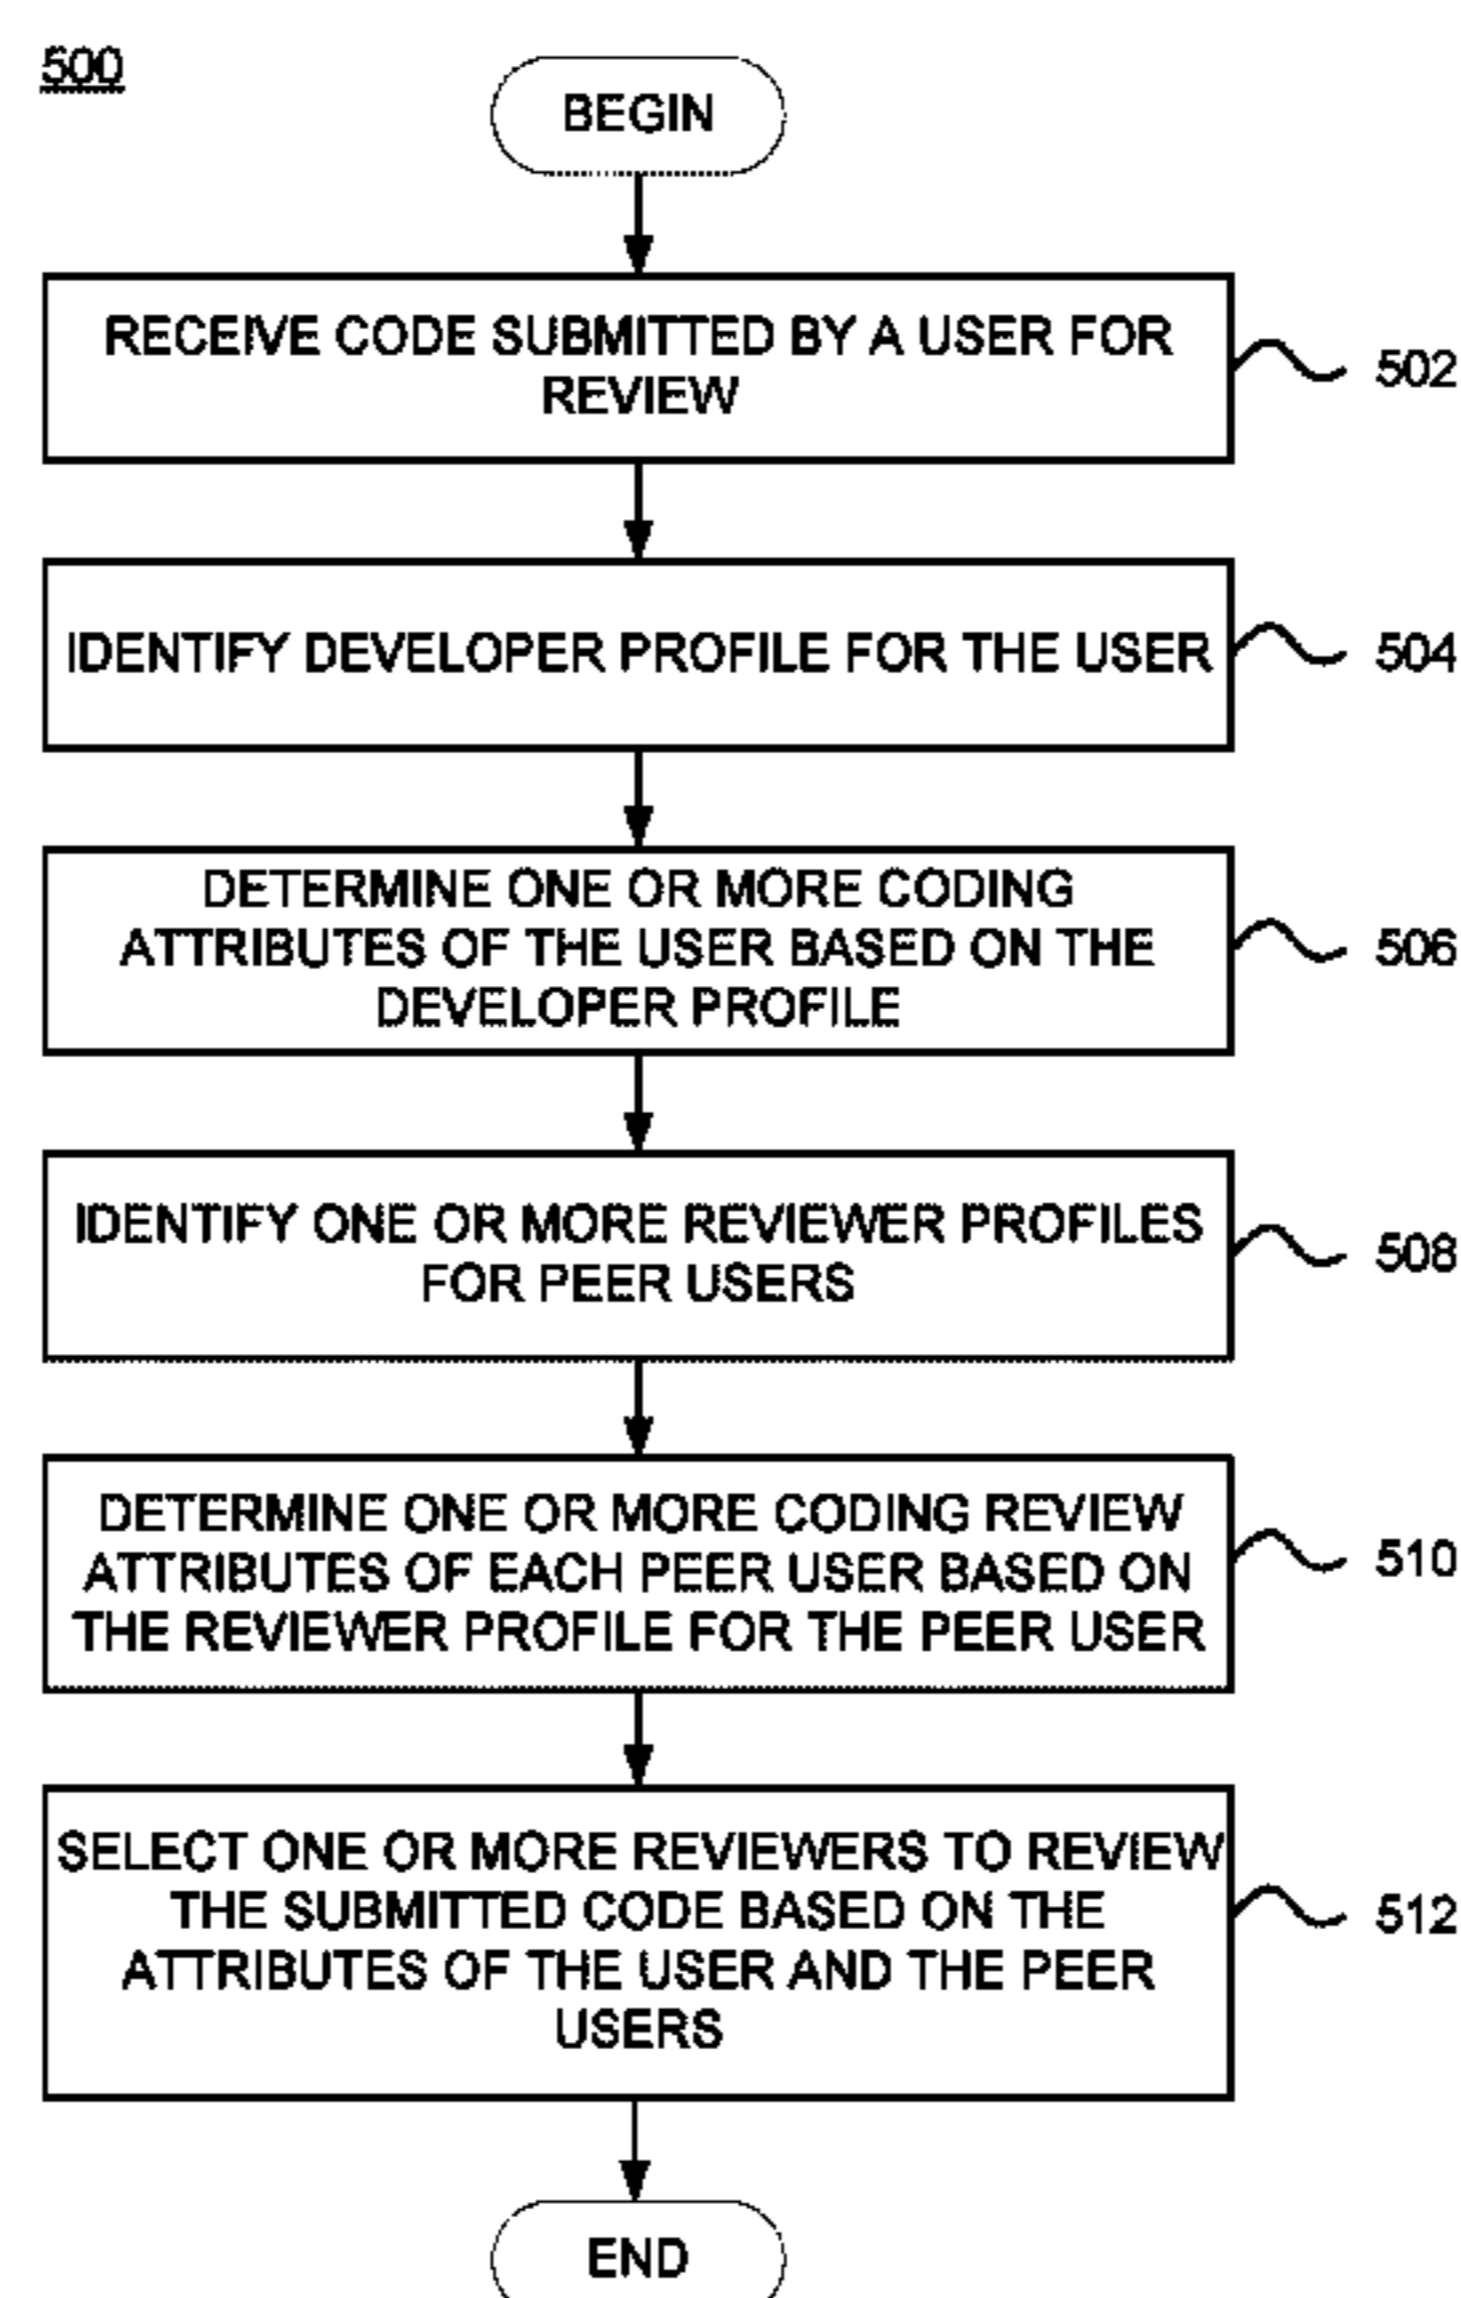 500
BEGIN
RECEIVE CODE SUBMITTED BY A USER FOR
REVIEW
502
IDENTIFY DEVELOPER PROFILE FOR THE USER
504
DETERMINE ONE OR MORE CODING
ATTRIBUTES OF THE USER BASED ON THE
DEVELOPER PROFILE
506
IDENTIFY ONE OR MORE REVIEWER PROFILES
FOR PEER USERS
508
DETERMINE ONE OR MORE CODING REVIEW
ATTRIBUTES OF EACH PEER USER BASED ON
THE REVIEWER PROFILE FOR THE PEER USER
510
SELECT ONE OR MORE REVIEWERS TO REVIEW
THE SUBMITTED CODE BASED ON THE
ATTRIBUTES OF THE USER AND THE PEER
USERS
512
END